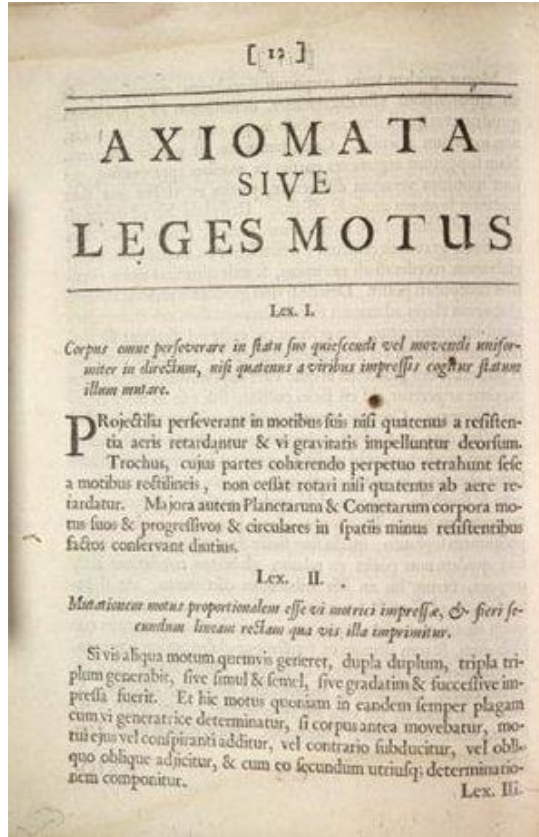 [ 12 ]
AXIOMATA
SIVE
LEGES MOTUS
Lex. I.
Corpus omne perseverare in statu suo quiescendi vel movendi unifor-
miter in directum, nisi quatenus a viribus impressis cogitur statum
illum mutare.
PRojectilia perseverant in motibus suis nisi quatenus a resisten-
tia aeris retardantur & vi gravitatis impelluntur deorsum.
Trochus, cujus partes cohærendo perpetuo retrahunt sese
a motibus rectilineis, non cessat rotari nisi quatenus ab aere re-
tardatur. Majora autem Planetarum & Cometarum corpora mo-
tus suos & progressivos & circulares in spatiis minus resistentibus
factos conservant diutius.
Lex. II.
Mutationem motus proportionalem esse vi motrici impressæ, & fieri se-
cundum lineam rectam qua vis illa imprimitur.
Si vis aliqua motum quemvis generet, dupla duplum, tripla tri-
plum generabit, sive simul & semel, sive gradatim & successive im-
pressa fuerit. Et hic motus quoniam in eandem semper plagam
cum vi generatrice determinatur, si corpus antea movebatur, mo-
tui ejus vel conspiranti additur, vel contrario subducitur, vel obli-
quo oblique adjicitur, & cum eo secundum utriusq; determinatio-
nem componitur.
Lex. III.